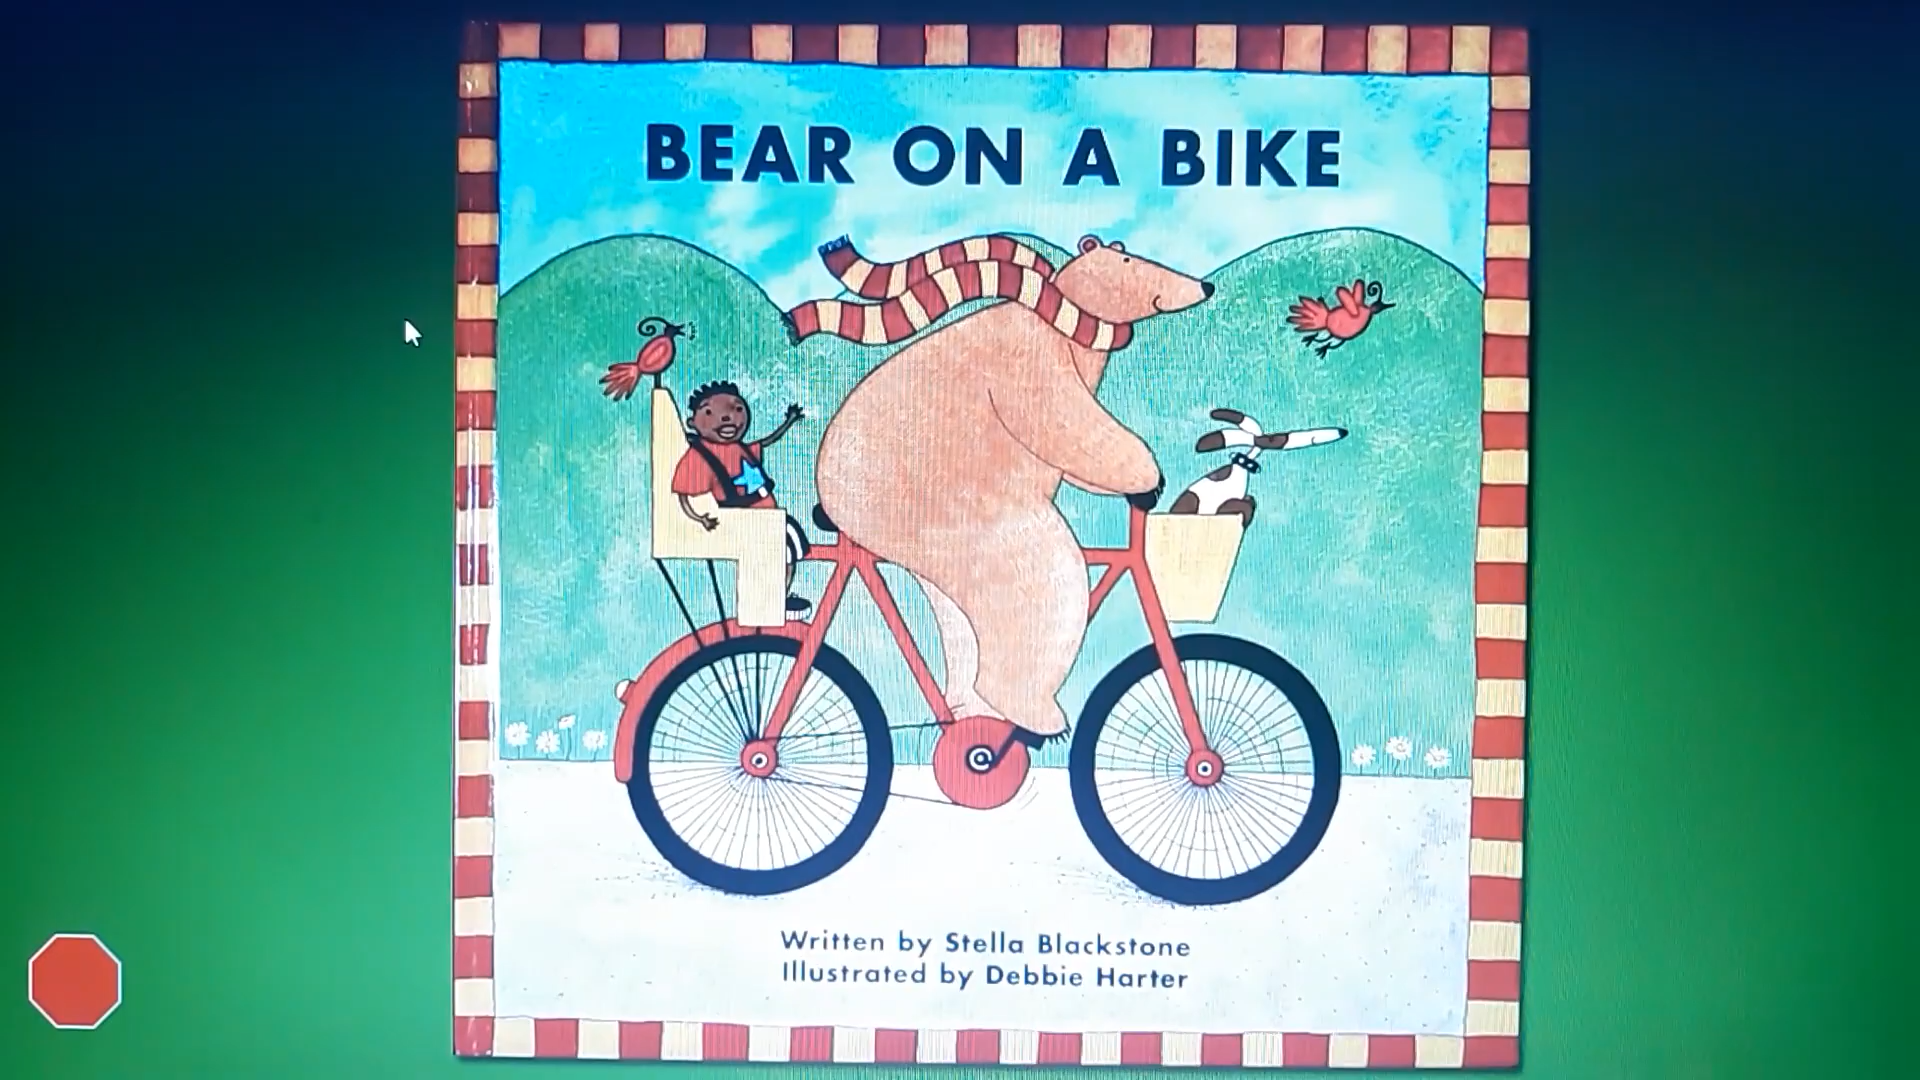 BEAR ON A BIKE
Written by Stella Blackstone
Illustrated by Debbie Harter